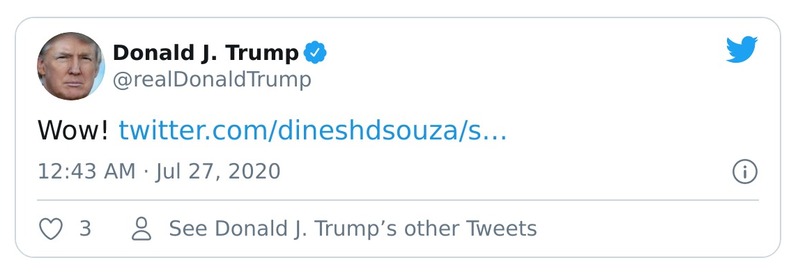 Donald J. Trump
@realDonaldTrump
Wow! twitter.com/dineshdsouza/s…
12:43 AM · Jul 27, 2020
3 See Donald J. Trump’s other Tweets